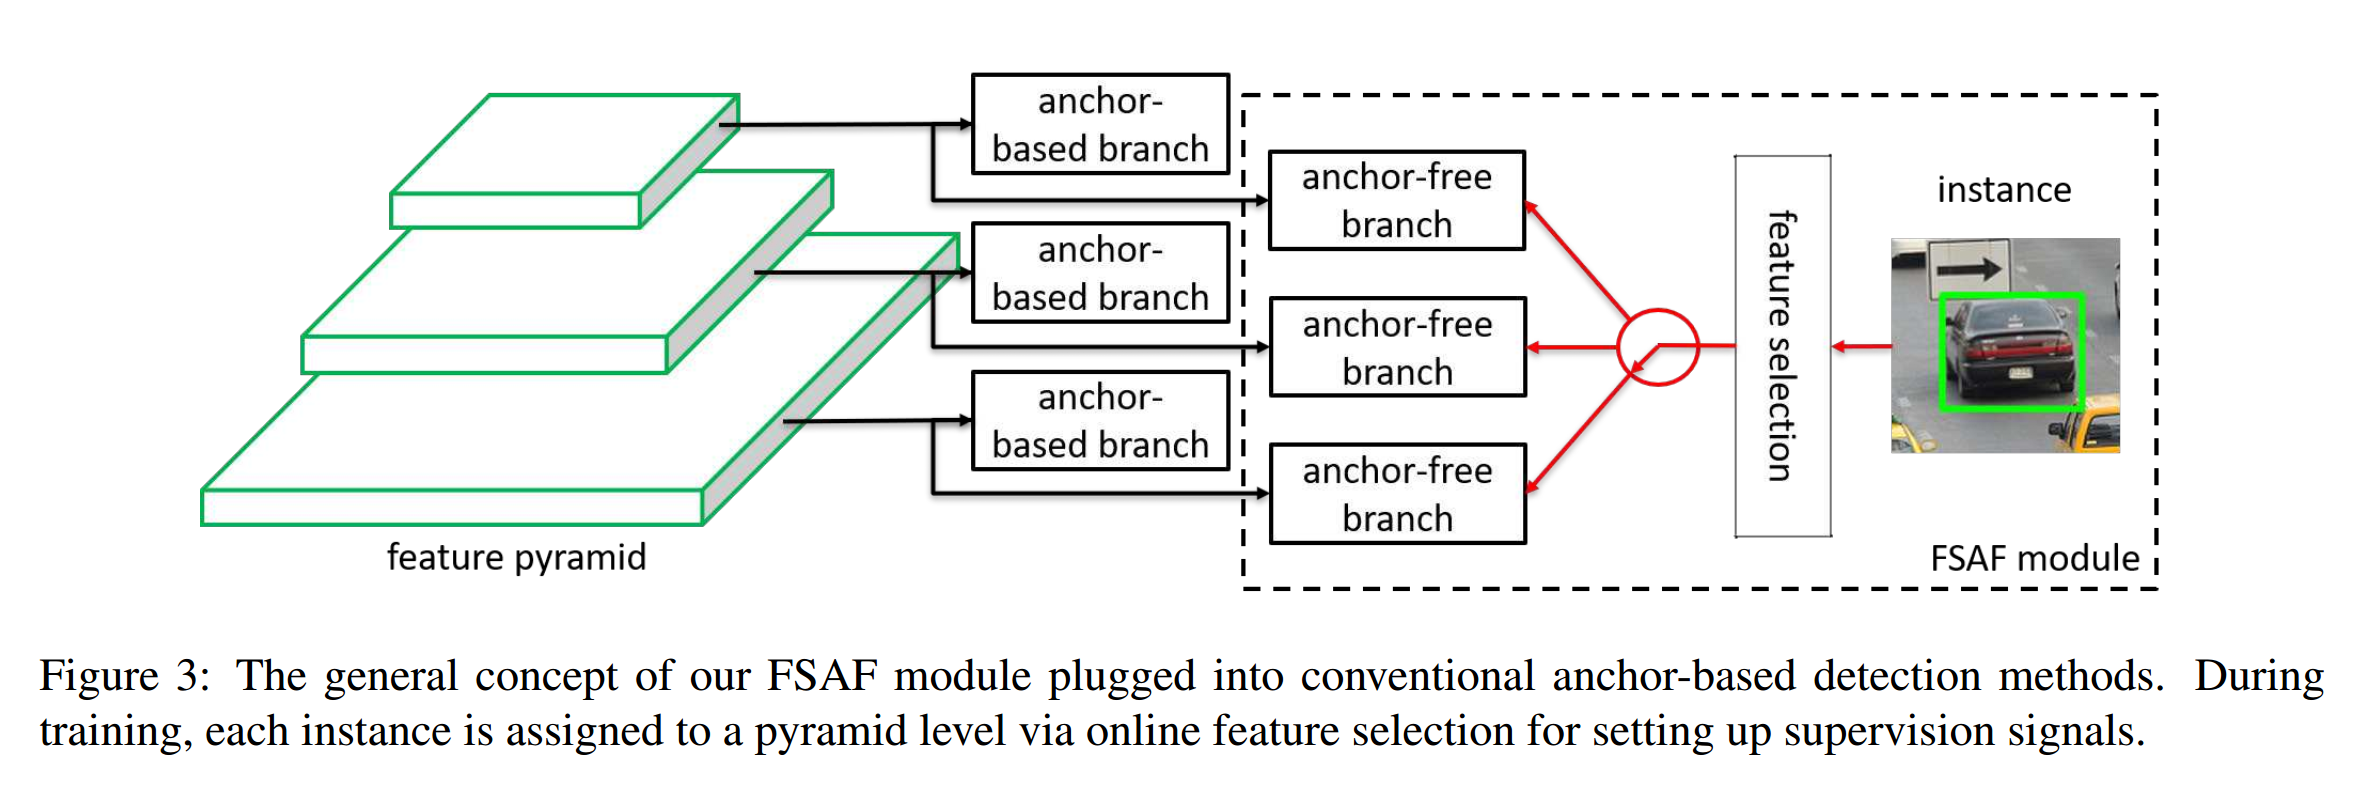 anchor-
based branch
anchor-free
branch
anchor-
based branch
anchor-free
branch
anchor-
based branch
anchor-free
branch
feature selection
instance
feature pyramid
FSAF module
Figure 3: The general concept of our FSAF module plugged into conventional anchor-based detection methods. During
training, each instance is assigned to a pyramid level via online feature selection for setting up supervision signals.